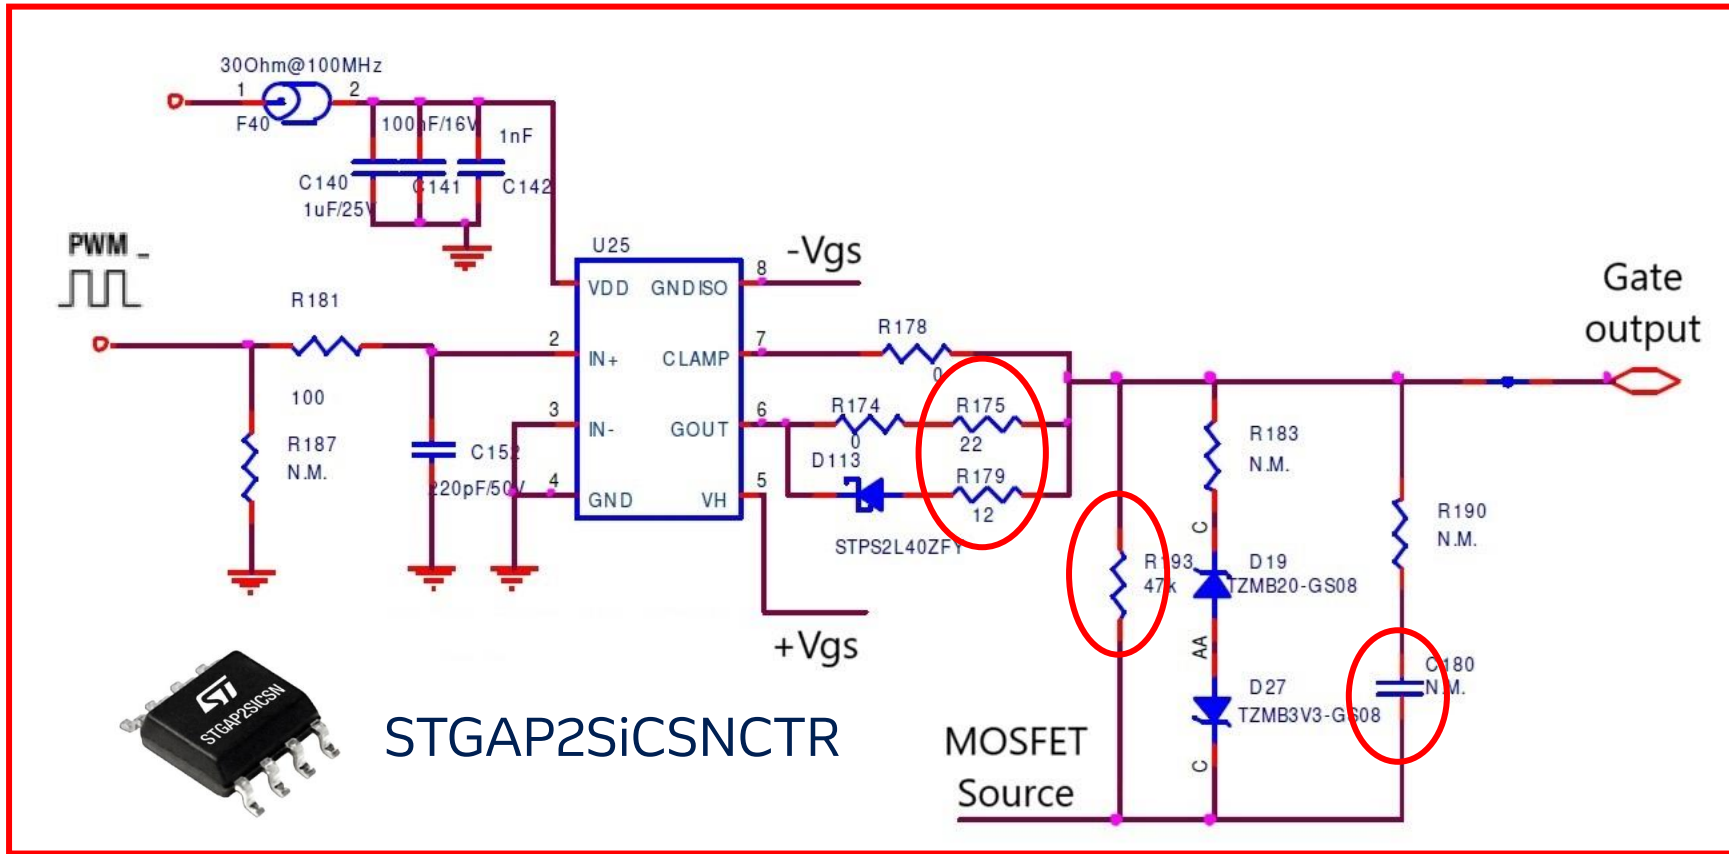 30Ohm@100MHz
1
2
F40
100nF/16V
1nF
C140
C141
C142
1uF/25V
PWM _
U25
-Vgs
8
VDD
GNDISO
R181
100
2
IN+
CLAMP
7
R178
0
Gate
output
R187
N.M.
C152
220pF/50V
3
IN-
GOUT
6
R174
0
R175
22
D113
R179
12
STPS2L40ZFY
4
GND
VH
5
+Vgs
R183
N.M.
R190
N.M.
R193
47k
C
D19
TZMB20-GS08
AA
D27
TZMB3V3-GS08
C
C180
N.M.
ST
STGAP2SICSN
STGAP2SiCSNCTR
MOSFET
Source